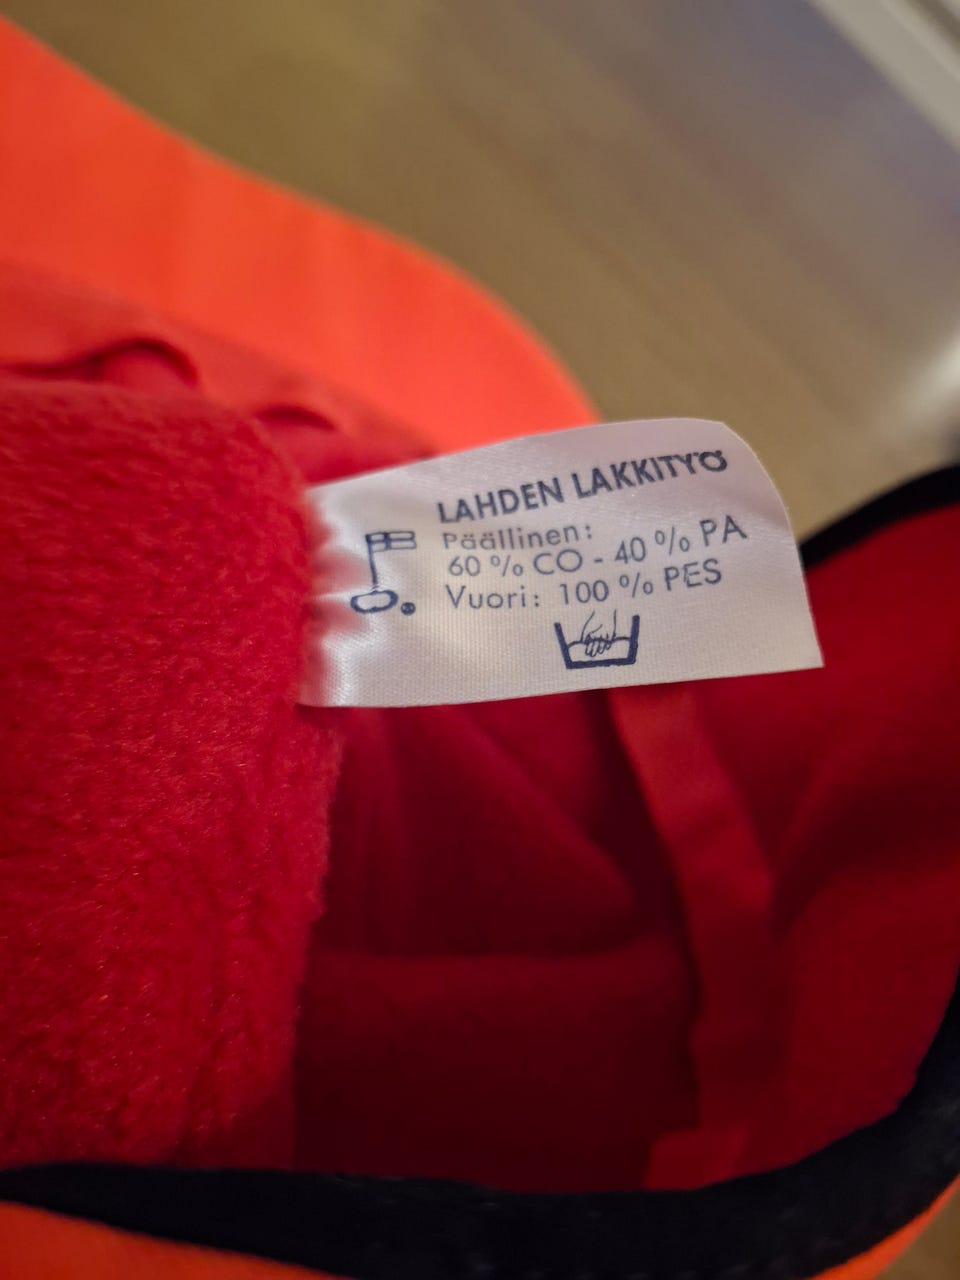 LAHDEN LAKKITYÖ
Päällinen:
60 % CO - 40 % PA
Vuori: 100 % PES